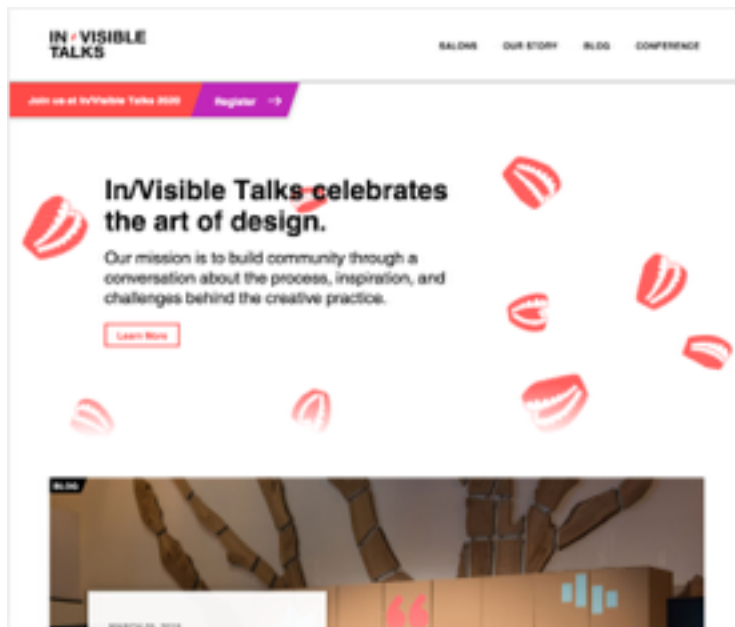 IN/VISIBLE
TALKS
SALONS OUR STORY BLOG CONFERENCE
Join us at In/Visible Talks 2020 Register →
In/Visible Talks celebrates
the art of design.
Our mission is to build community through a
conversation about the process, inspiration, and
challenges behind the creative practice.
Learn More
BLOG